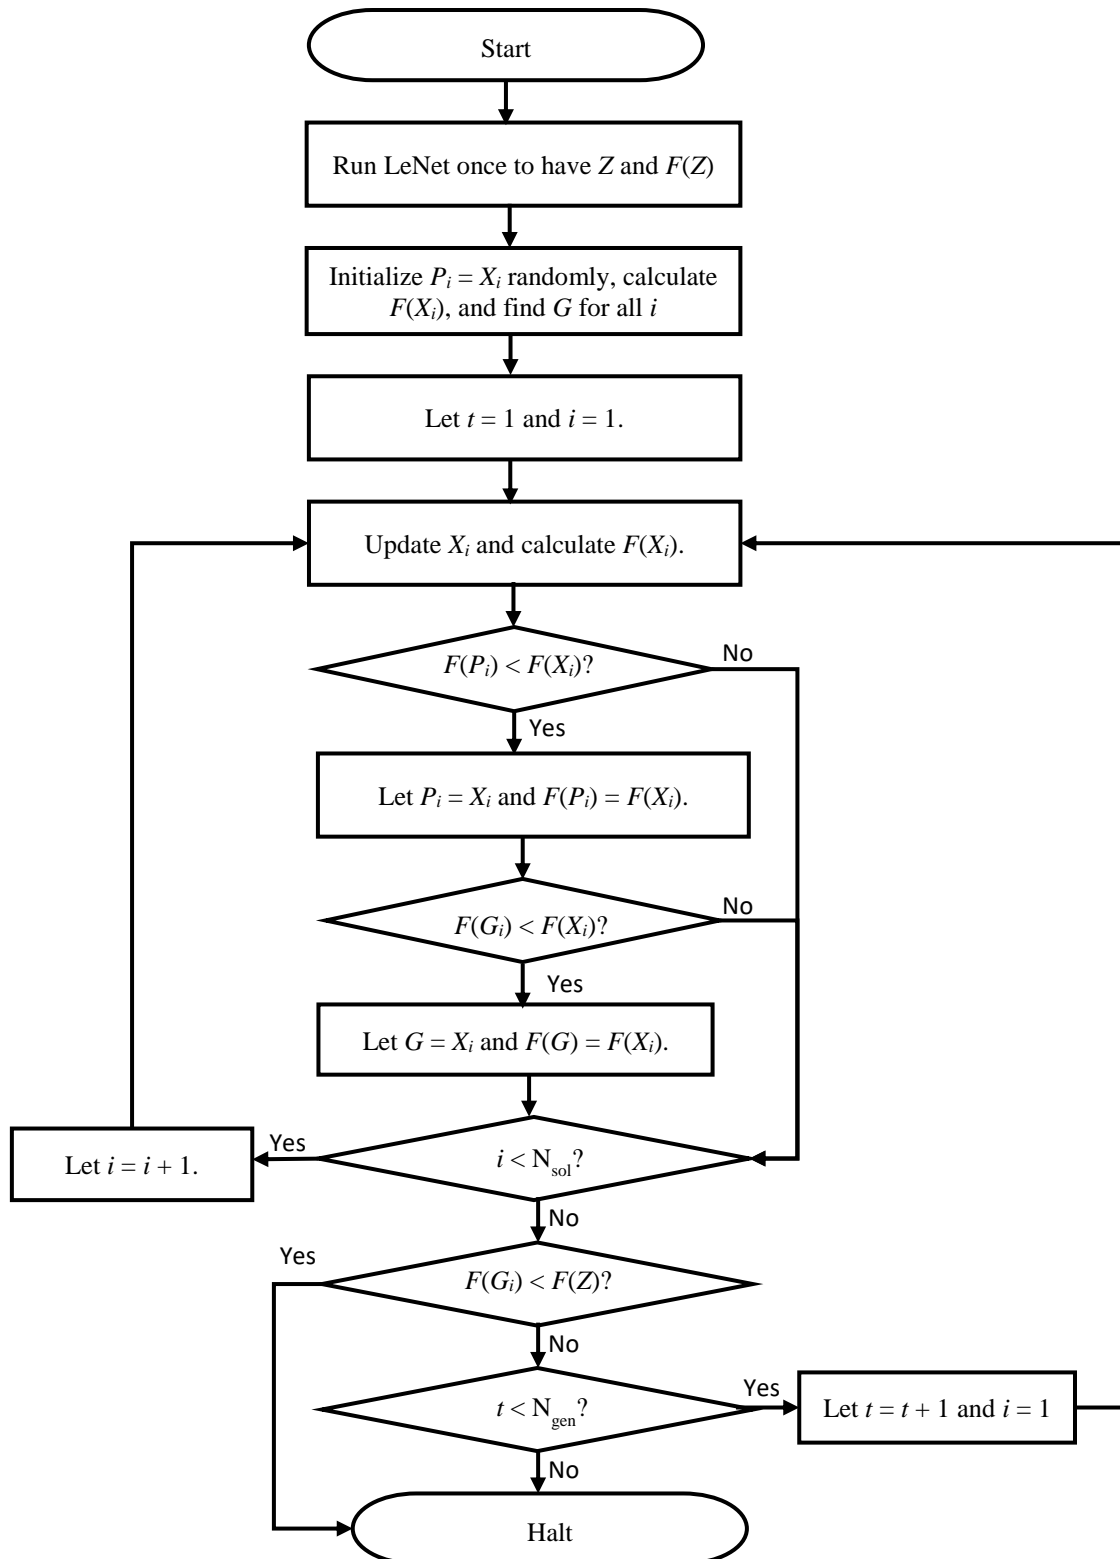 Start
Run LeNet once to have Z and F(Z)
Initialize Pi = Xi randomly, calculate
F(Xi), and find G for all i
Let t = 1 and i = 1.
Update Xi and calculate F(Xi).
F(Pi) < F(Xi)?
No
Yes
Let Pi = Xi and F(Pi) = F(Xi).
F(Gi) < F(Xi)?
No
Yes
Let G = Xi and F(G) = F(Xi).
i < Nsol?
Yes
Let i = i + 1.
No
F(Gi) < F(Z)?
Yes
No
t < Ngen?
Yes
Let t = t + 1 and i = 1
No
Halt